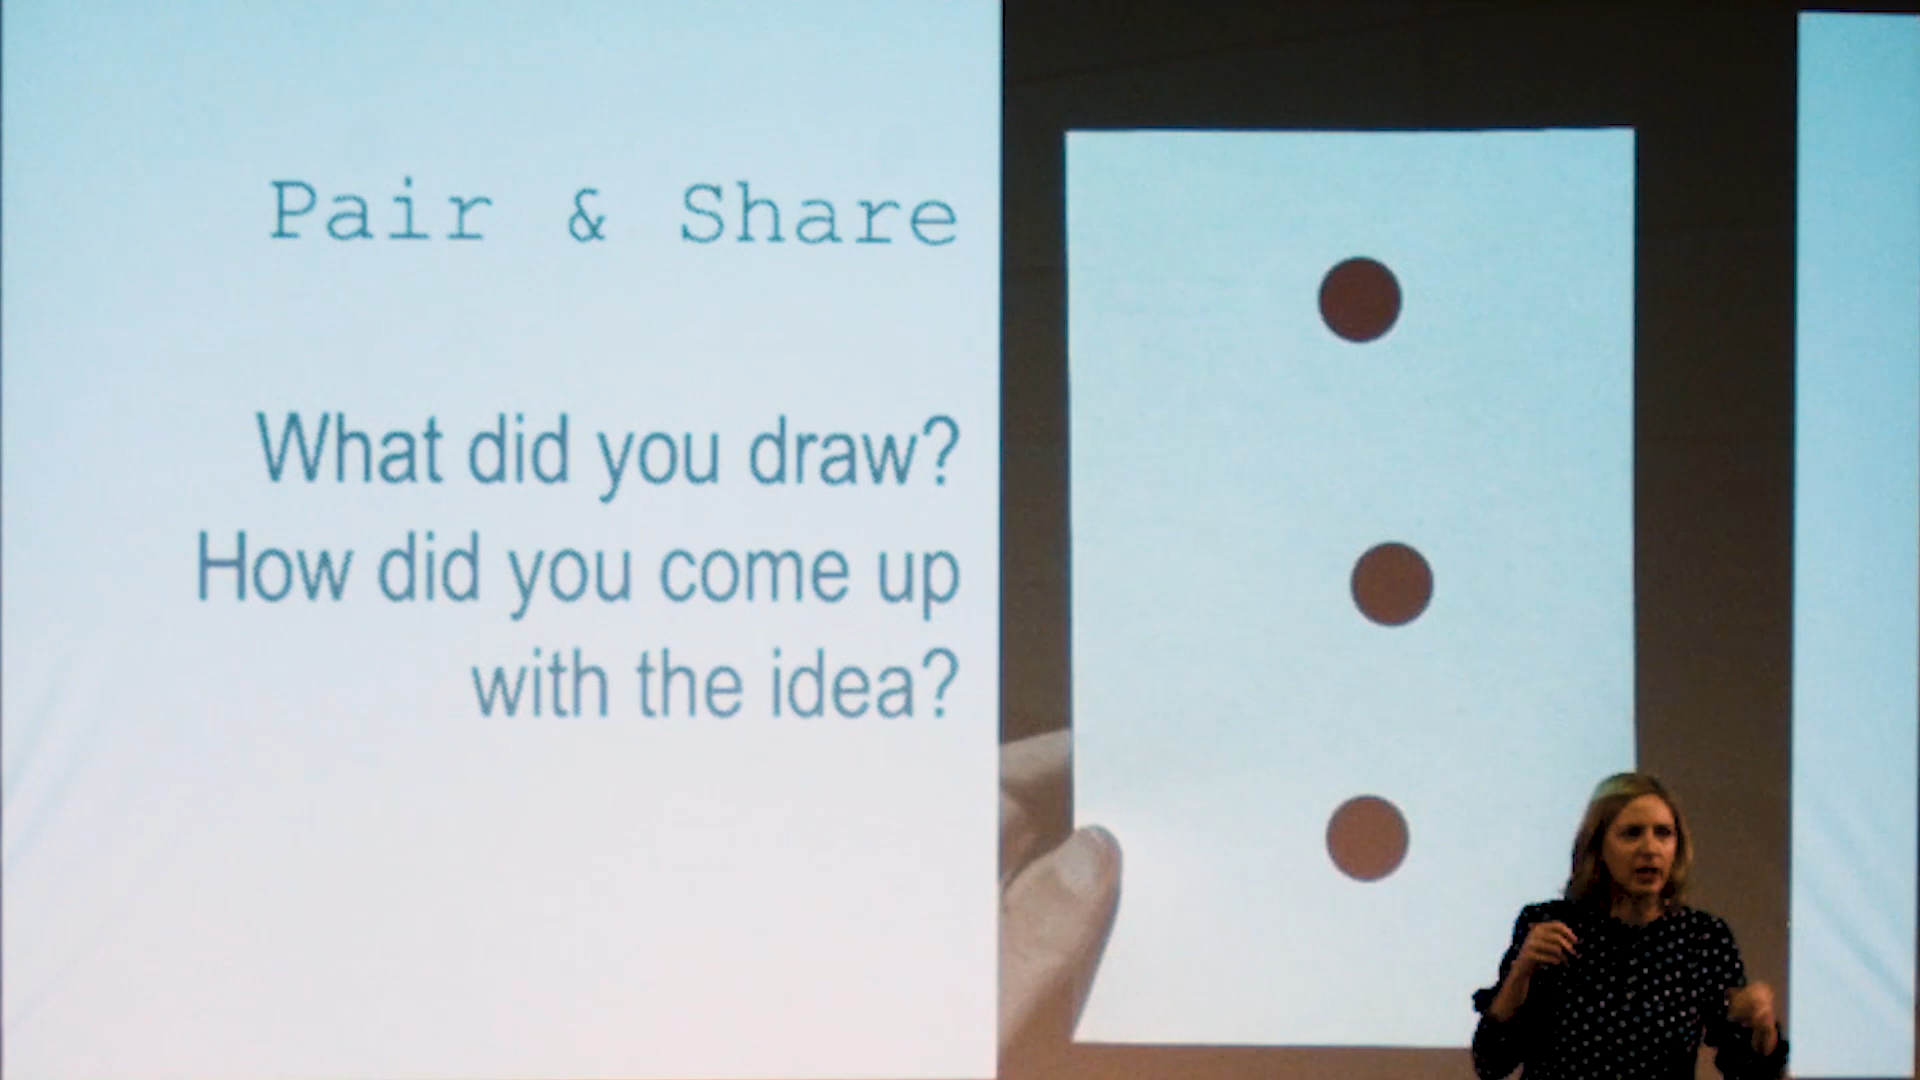 Pair & Share
What did you draw?
How did you come up
with the idea?